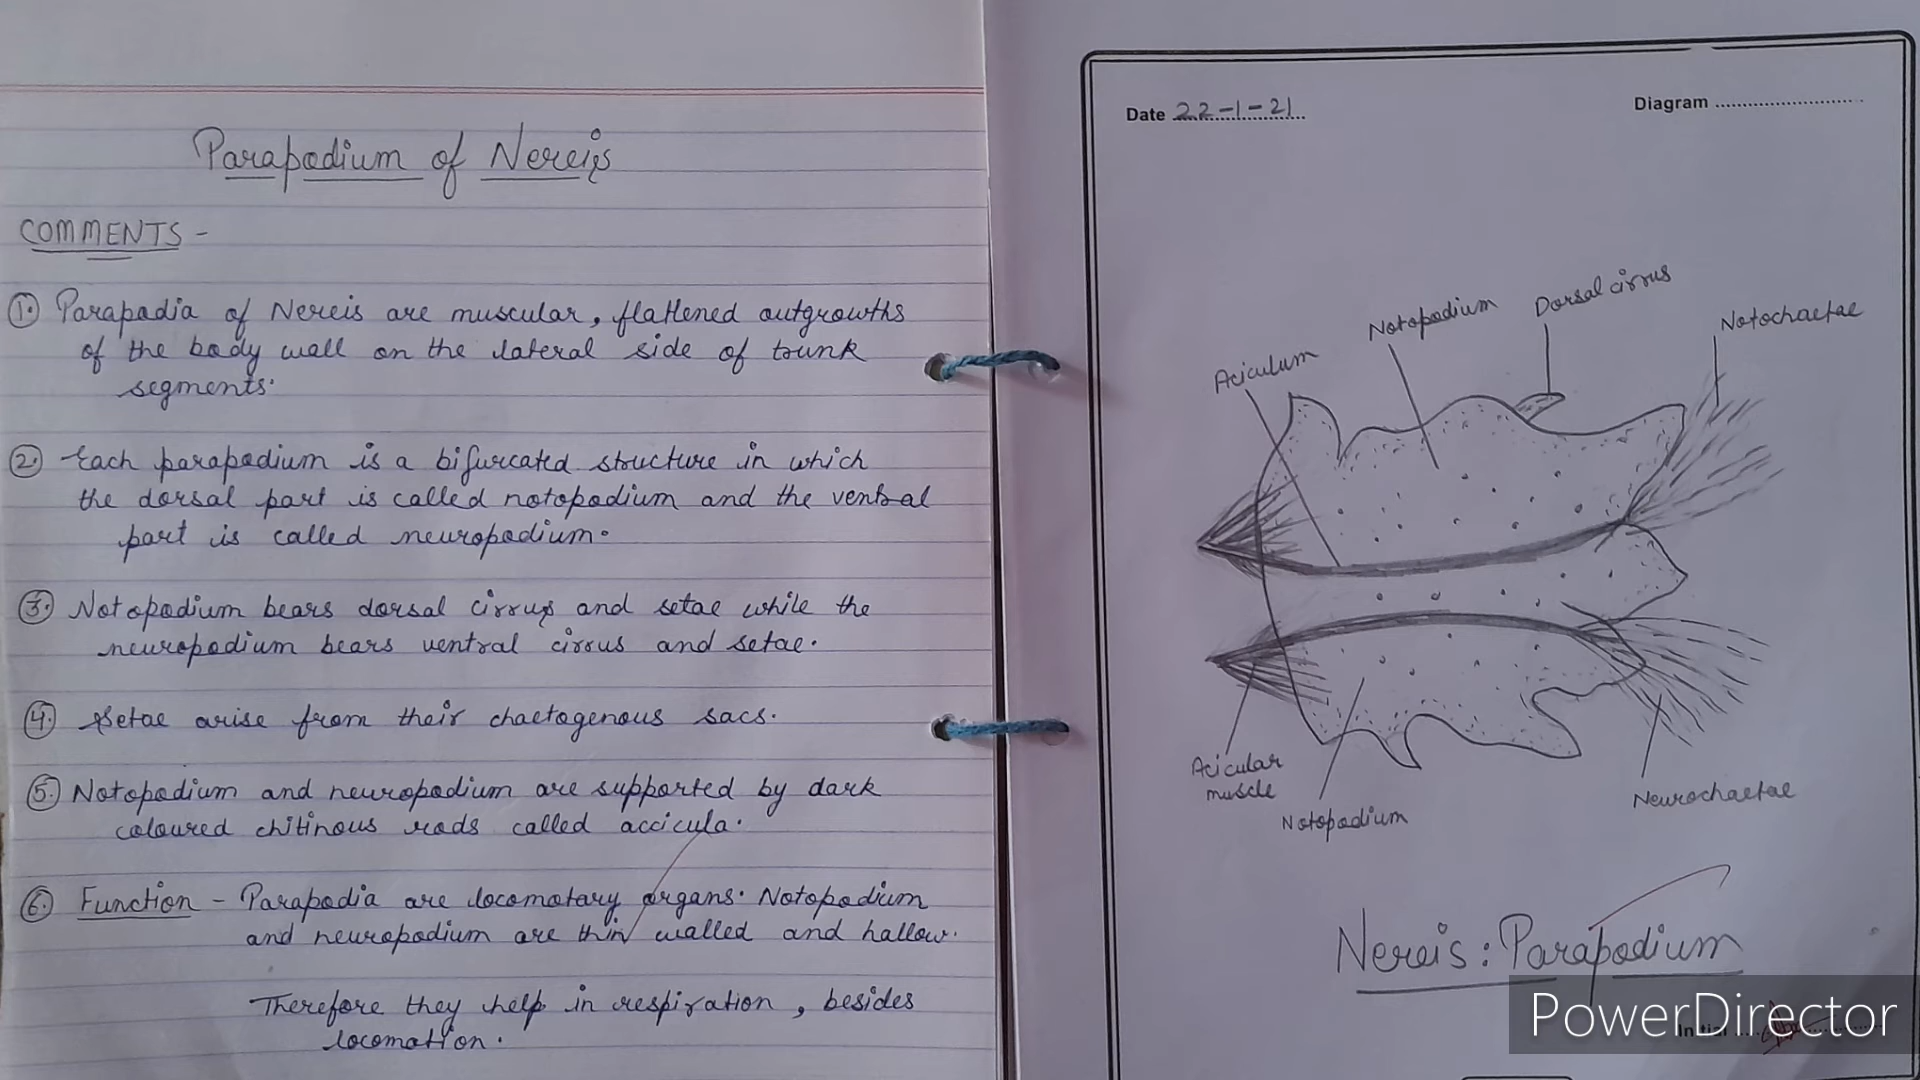 Parapodium of Nereis
COMMENTS -
1. Parapodia of Nereis are muscular, flattened outgrowths
of the body wall on the lateral side of trunk
segments.
2. Each parapodium is a bifurcated structure in which
the dorsal part is called notopodium and the ventral
part is called neuropodium.
3. Notopodium bears dorsal cirrus and setae while the
neuropodium bears ventral cirrus and setae.
4. Setae arise from their chaetogenous sacs.
5. Notopodium and neuropodium are supported by dark
coloured chitinous rods called accicula.
6. Function - Parapodia are locomotary organs. Notopodium
and neuropodium are thin walled and hallow.
Therefore they help in respiration, besides
locomotion.
Date 22-1-21
Diagram
Aciculum
Notopodium
Dorsal cirrus
Notochaetae
Acicular
muscle
Notopodium
Neurochaetae
Nereis: Parapodium
PowerDirector
Initial